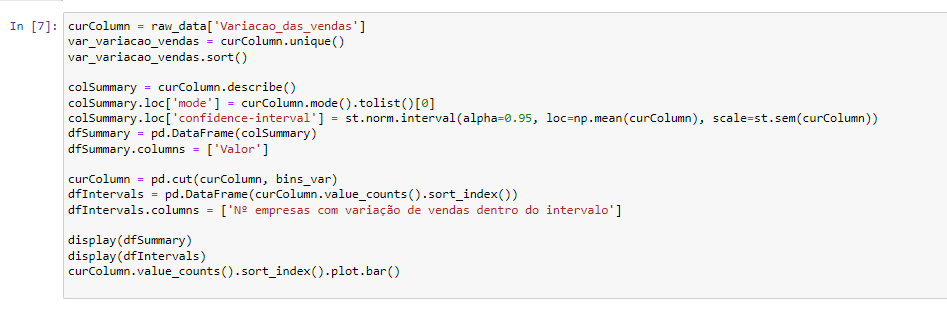 In [7]: curColumn = raw_data['Variacao_das_vendas']
var_variacao_vendas = curColumn.unique()
var_variacao_vendas.sort()
colSummary = curColumn.describe()
colSummary.loc['mode'] = curColumn.mode().tolist()[0]
colSummary.loc['confidence-interval'] = st.norm.interval(alpha=0.95, loc=np.mean(curColumn), scale=st.sem(curColumn))
dfSummary = pd.DataFrame(colSummary)
dfSummary.columns = ['Valor']
curColumn = pd.cut(curColumn, bins_var)
dfIntervals = pd.DataFrame(curColumn.value_counts().sort_index())
dfIntervals.columns = ['Nº empresas com variação de vendas dentro do intervalo']
display(dfSummary)
display(dfIntervals)
curColumn.value_counts().sort_index().plot.bar()